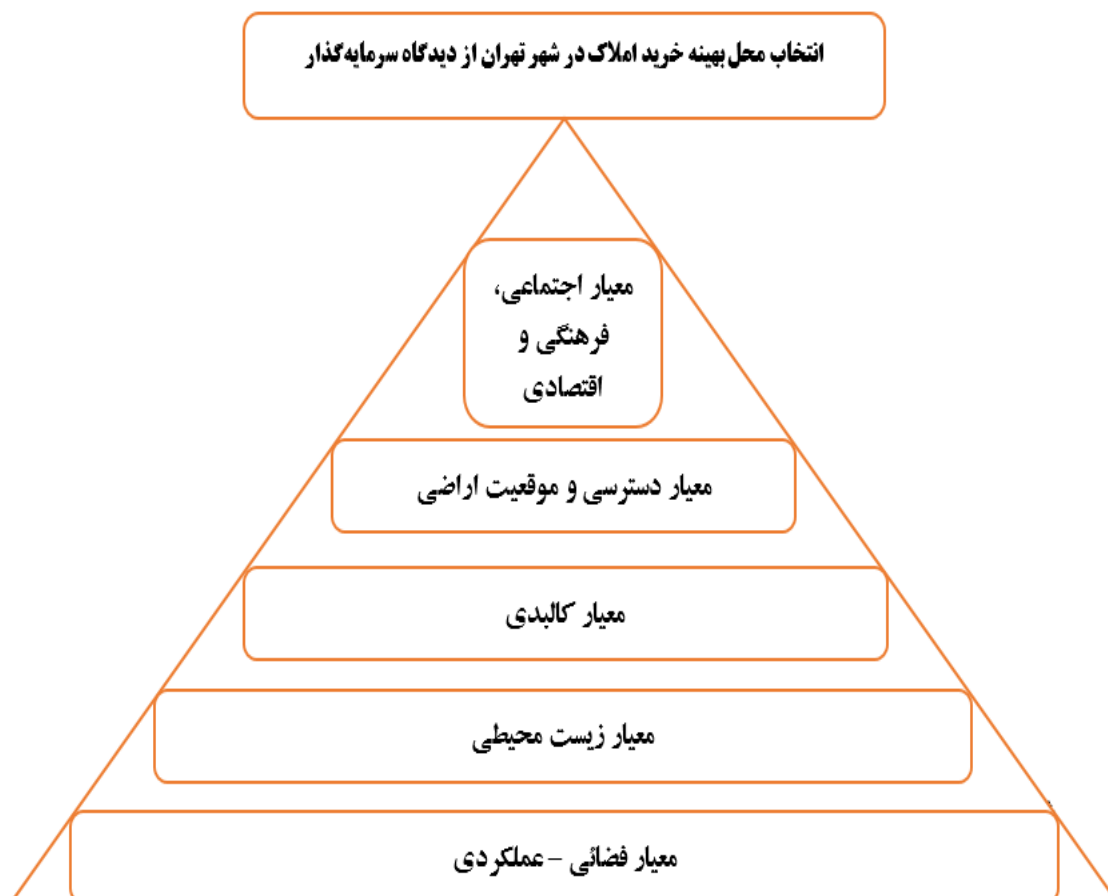 انتخاب محل بهینه خرید املاک در شهر تهران از دیدگاه سرمایه‌گذار
معیار اجتماعی،
فرهنگی و
اقتصادی
معیار دسترسی و موقعیت اراضی
معیار کالبدی
معیار زیست محیطی
معیار فضائی – عملکردی